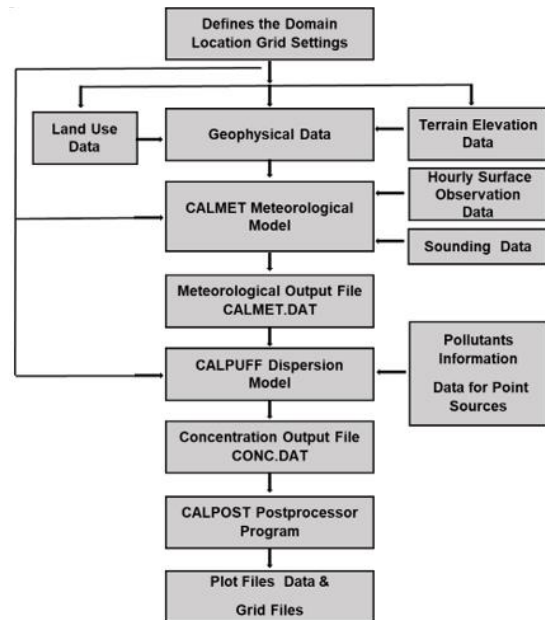 Defines the Domain
Location Grid Settings
Land Use
Data
Geophysical Data
Terrain Elevation
Data
Hourly Surface
Observation
Data
CALMET Meteorological
Model
Sounding Data
Meteorological Output File
CALMET.DAT
Pollutants
Information
Data for Point
Sources
CALPUFF Dispersion
Model
Concentration Output File
CONC.DAT
CALPOST Postprocessor
Program
Plot Files Data &
Grid Files